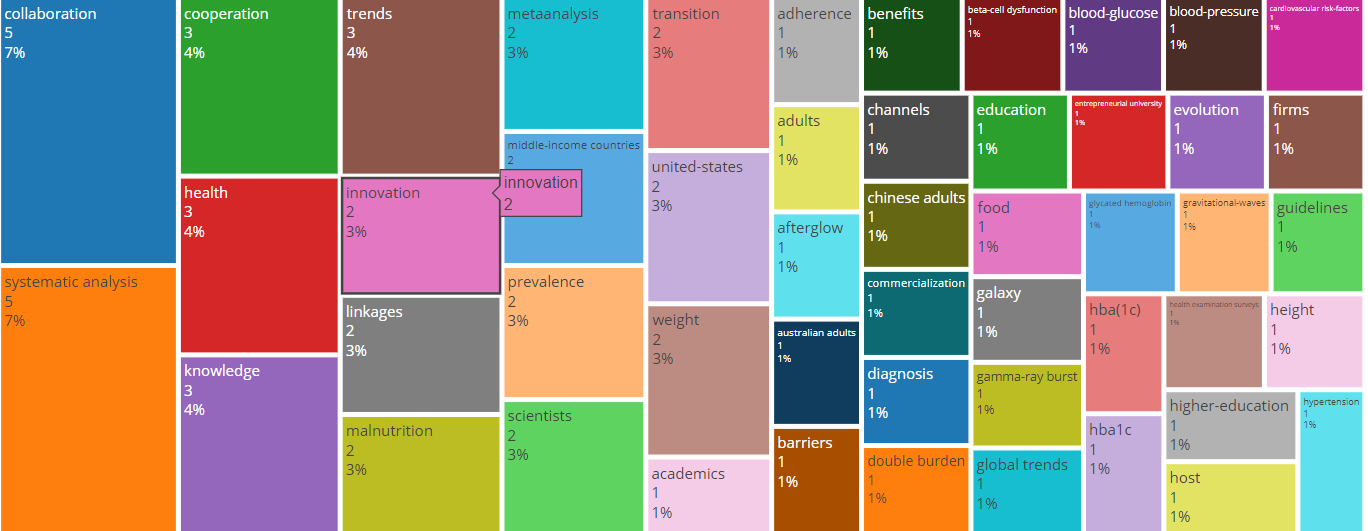 collaboration
5
7%
systematic analysis
5
7%
cooperation
3
4%
health
3
4%
knowledge
3
4%
trends
3
4%
innovation
2
3%
linkages
2
3%
malnutrition
2
3%
metaanalysis
2
3%
middle-income countries
2
innovation
2
prevalence
2
3%
scientists
2
3%
transition
2
3%
united-states
2
3%
weight
2
3%
academics
1
1%
adherence
1
1%
adults
1
1%
afterglow
1
1%
australian adults
1
1%
barriers
1
1%
benefits
1
1%
channels
1
1%
chinese adults
1
1%
commercialization
1
1%
diagnosis
1
1%
double burden
1
1%
beta-cell dysfunction
1
1%
blood-glucose
1
1%
blood-pressure
1
1%
cardiovascular risk-factors
1
1%
education
1
1%
entrepreneurial university
1
1%
evolution
1
1%
firms
1
1%
food
1
1%
galaxy
1
1%
gamma-ray burst
1
1%
global trends
1
1%
glycated hemoglobin
1
1%
gravitational-waves
1
1%
guidelines
1
1%
hba(1c)
1
1%
hba1c
1
1%
health examination surveys
1
1%
height
1
1%
higher-education
1
1%
host
1
1%
hypertension
1
1%